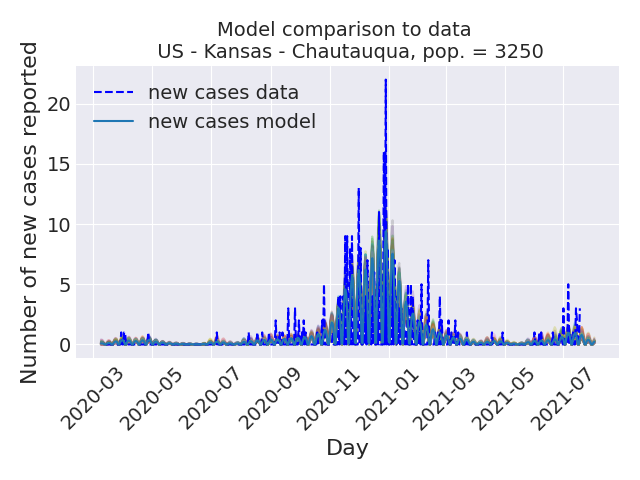 Model comparison to data
US - Kansas - Chautauqua, pop. = 3250
Number of new cases reported
new cases data
new cases model
20
15
10
5
0
2020-03
2020-05
2020-07
2020-09
2020-11
2021-01
2021-03
2021-05
2021-07
Day